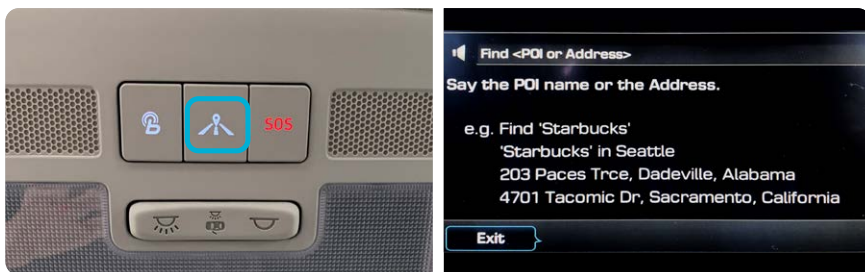 SOS
Find <POI or Address>
Say the POI name or the Address.
e.g. Find 'Starbucks'
'Starbucks' in Seattle
203 Paces Trce, Dadeville, Alabama
4701 Tacomic Dr, Sacramento, California
Exit